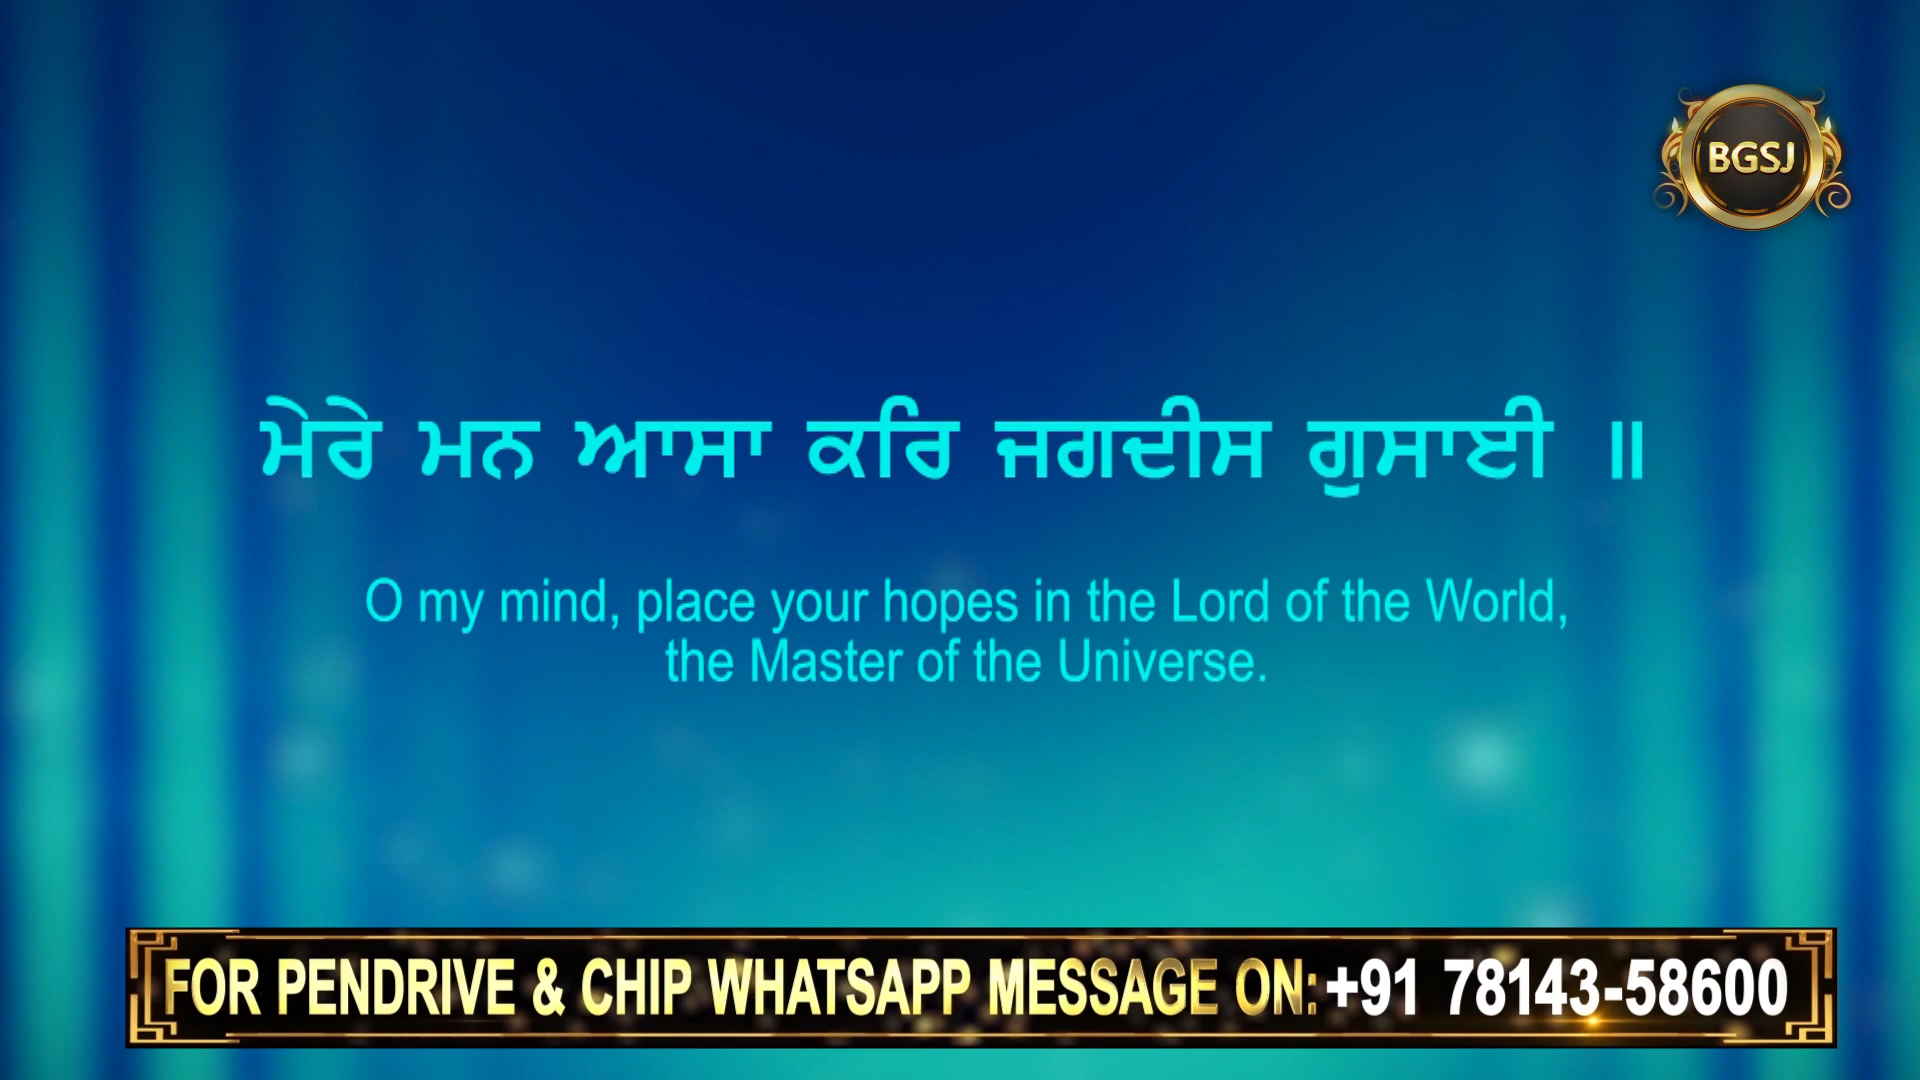 BGSJ
ਮੇਰੇ ਮਨ ਆਸਾ ਕਰਿ ਜਗਦੀਸ ਗੁਸਾਈ ॥
O my mind, place your hopes in the Lord of the World,
the Master of the Universe.
FOR PENDRIVE & CHIP WHATSAPP MESSAGE ON: +91 78143-58600